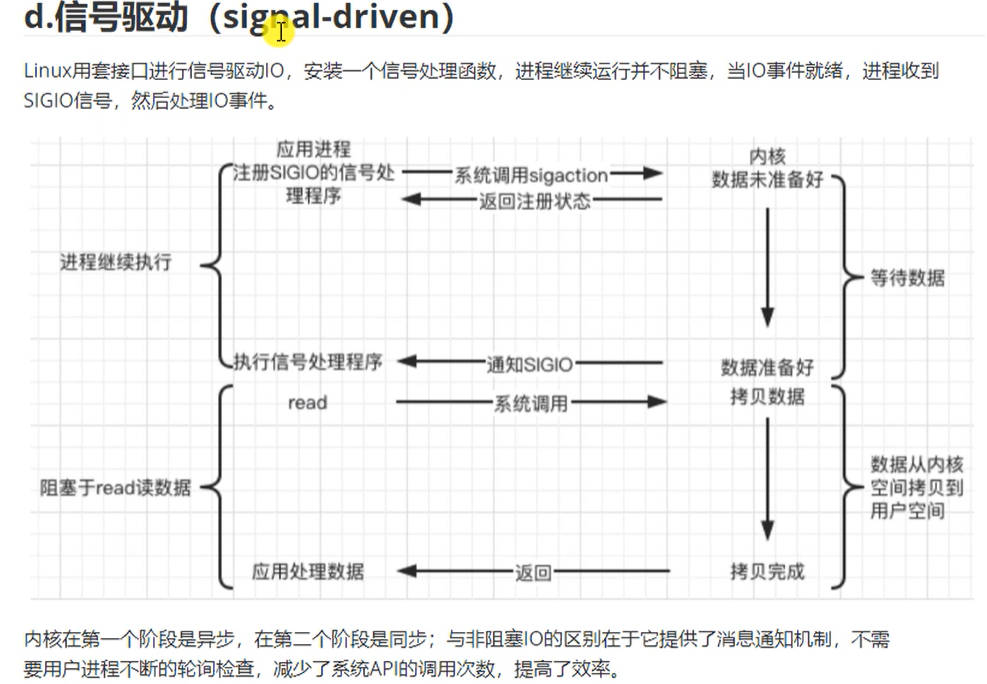 d.信号驱动（signal-driven）
Linux用套接口进行信号驱动IO，安装一个信号处理函数，进程继续运行并不阻塞，当IO事件就绪，进程收到
SIGIO信号，然后处理IO事件。
应用进程
注册SIGIO的信号处
理程序
系统调用sigaction
返回注册状态
内核
数据未准备好
进程继续执行
等待数据
执行信号处理程序
通知SIGIO
数据准备好
read
系统调用
拷贝数据
阻塞于read读数据
数据从内核
空间拷贝到
用户空间
应用处理数据
返回
拷贝完成
内核在第一个阶段是异步，在第二个阶段是同步；与非阻塞IO的区别在于它提供了消息通知机制，不需
要用户进程不断的轮询检查，减少了系统API的调用次数，提高了效率。